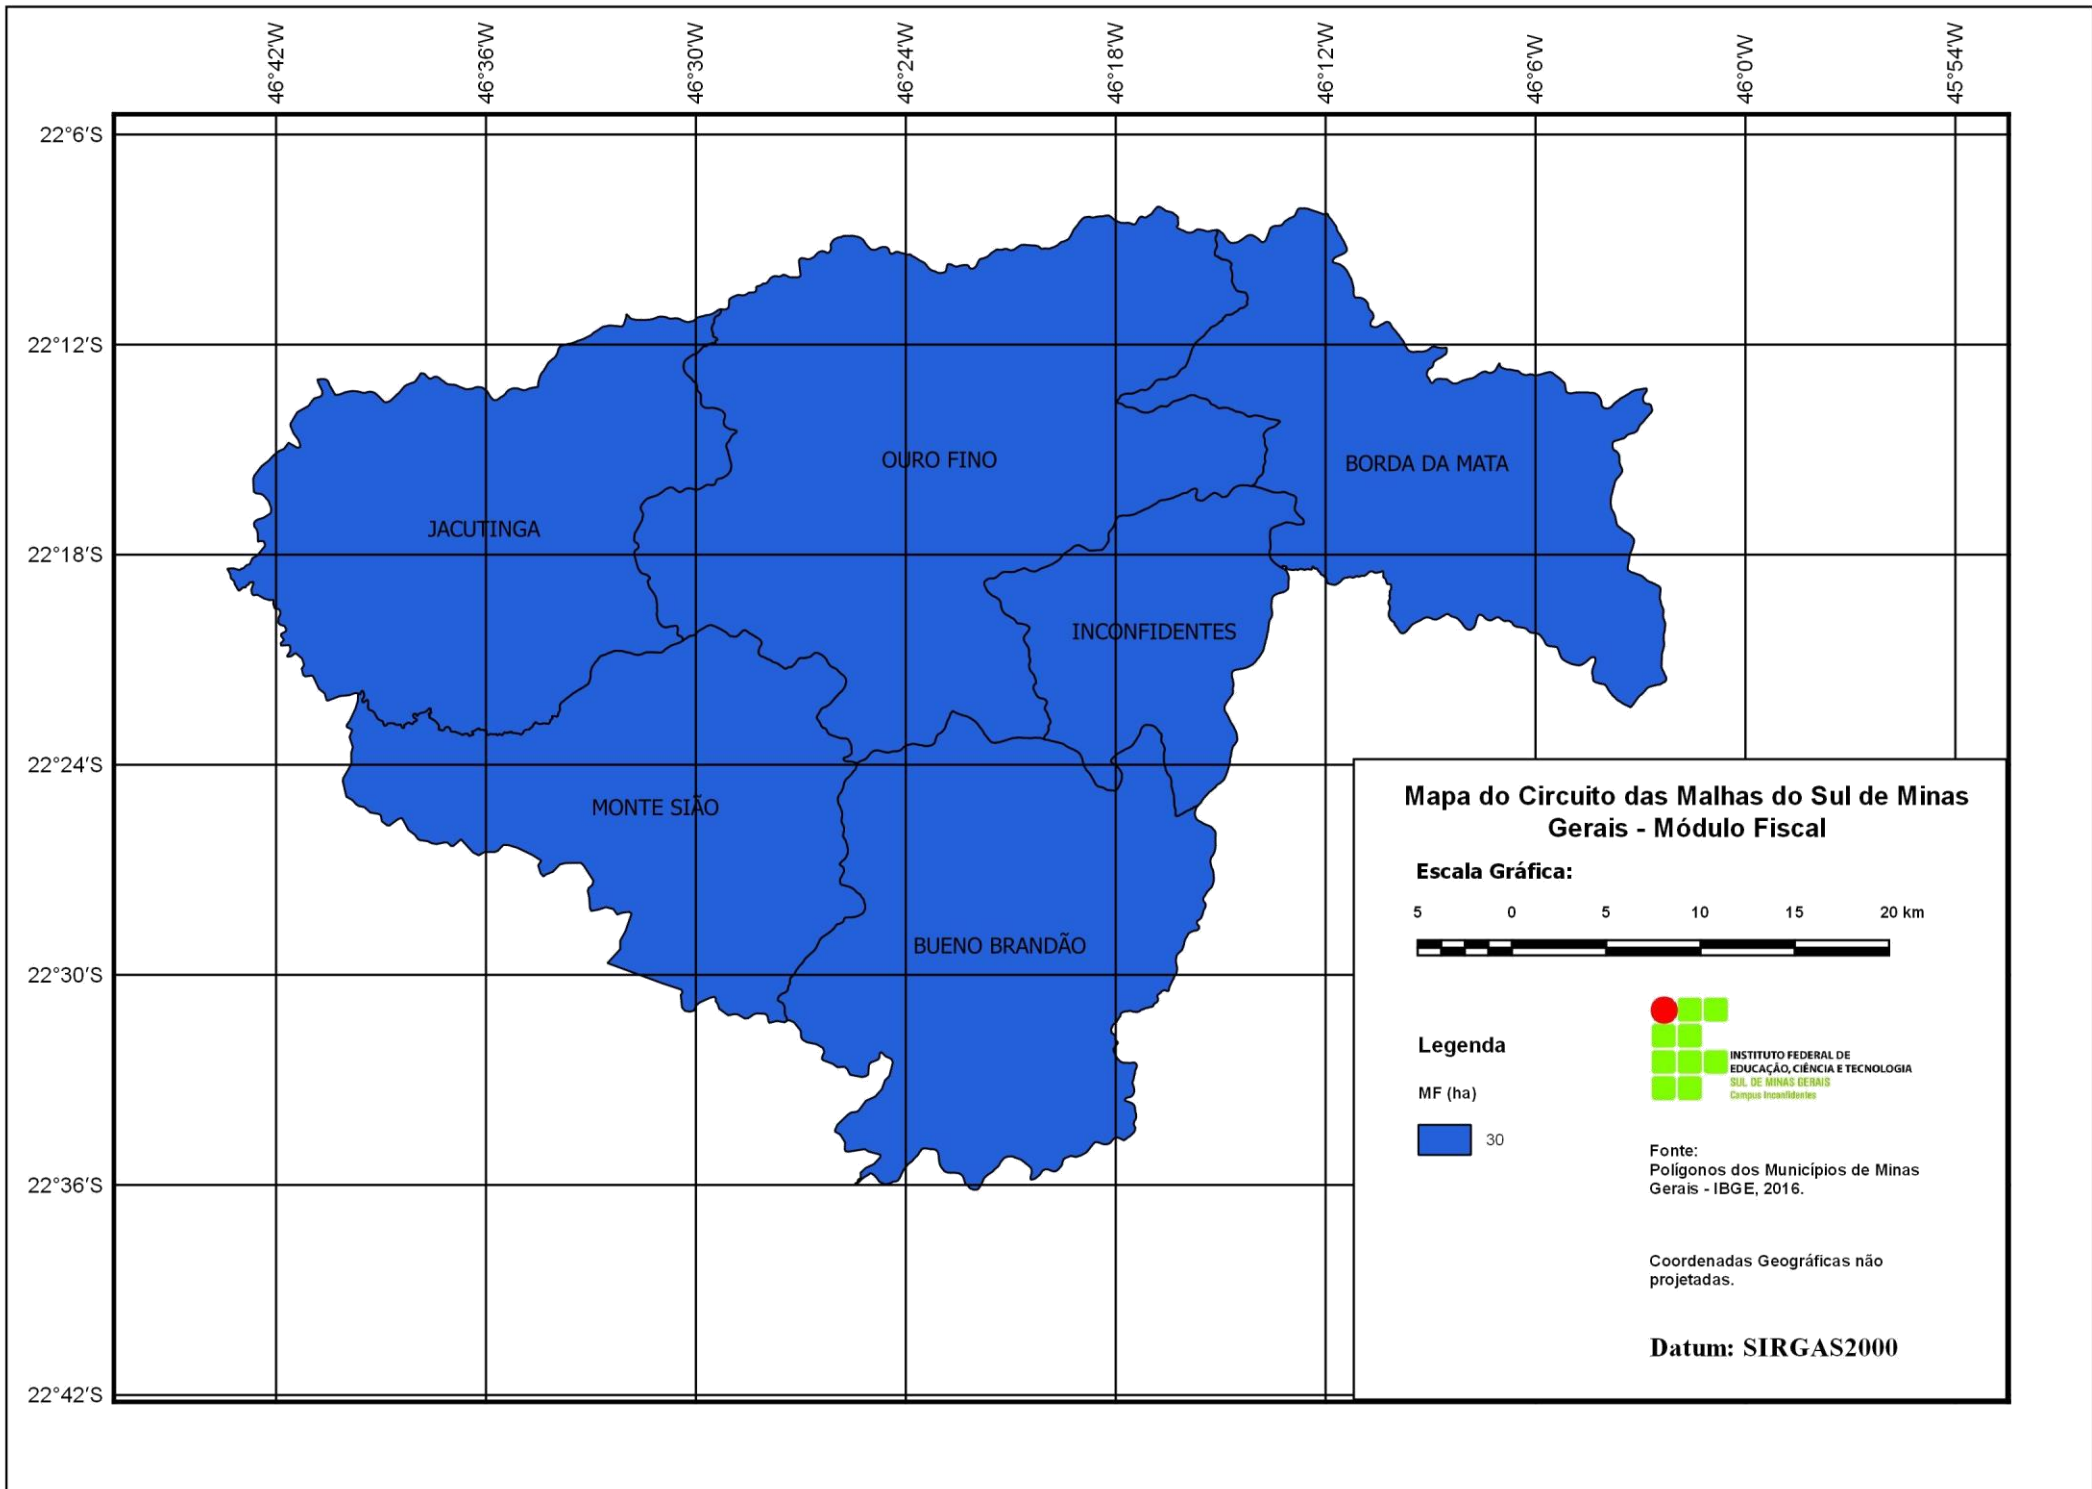 46°42'W 46°36'W 46°30'W 46°24'W 46°18'W 46°12'W 46°6'W 46°0'W 45°54'W
22°6'S
22°12'S
22°18'S
22°24'S
22°30'S
22°36'S
22°42'S
OURO FINO
BORDA DA MATA
JACUTINGA
INCONFIDENTES
MONTE SIÃO
BUENO BRANDÃO
Mapa do Circuito das Malhas do Sul de Minas
Gerais - Módulo Fiscal
Escala Gráfica:
5 0 5 10 15 20 km
Legenda
MF (ha)
30
INSTITUTO FEDERAL DE
EDUCAÇÃO, CIÊNCIA E TECNOLOGIA
SUL DE MINAS GERAIS
Campus Inconfidentes
Fonte:
Polígonos dos Municípios de Minas
Gerais - IBGE, 2016.
Coordenadas Geográficas não
projetadas.
Datum: SIRGAS2000